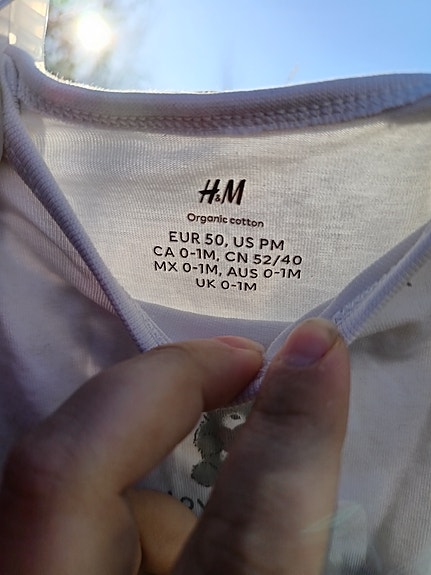 H&M
Organic cotton
EUR 50, US PM
CA 0-1M, CN 52/40
MX 0-1M, AUS 0-1M
UK 0-1M